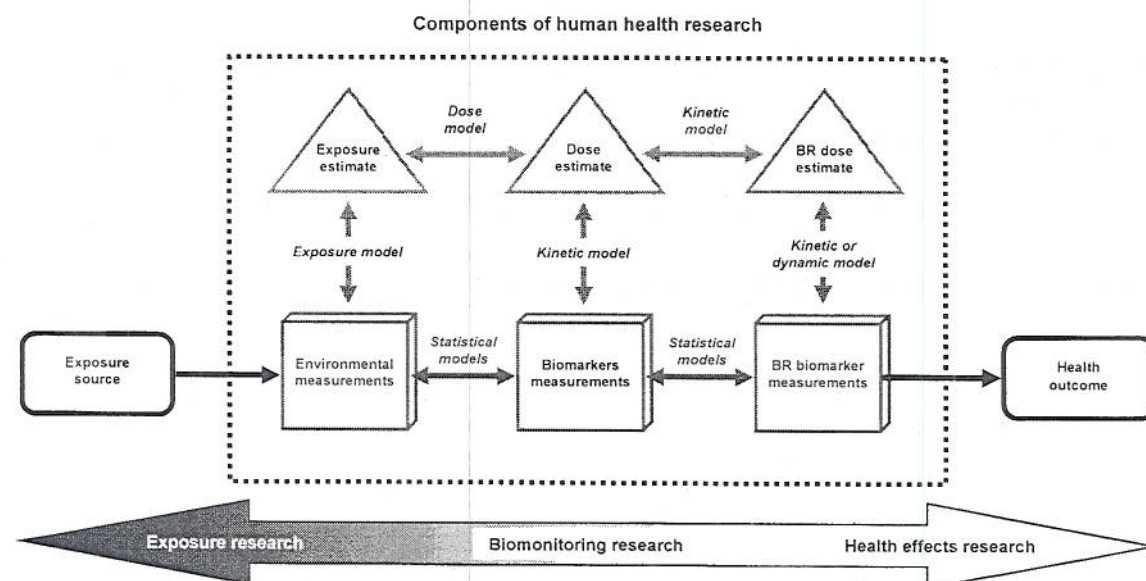 Components of human health research
Dose
model
Kinetic
model
Exposure
estimate
Dose
estimate
BR dose
estimate
Exposure model
Kinetic model
Kinetic or
dynamic model
Exposure
source
Environmental
measurements
Statistical
models
Biomarkers
measurements
Statistical
models
BR biomarker
measurements
Health
outcome
Exposure research
Biomonitoring research
Health effects research